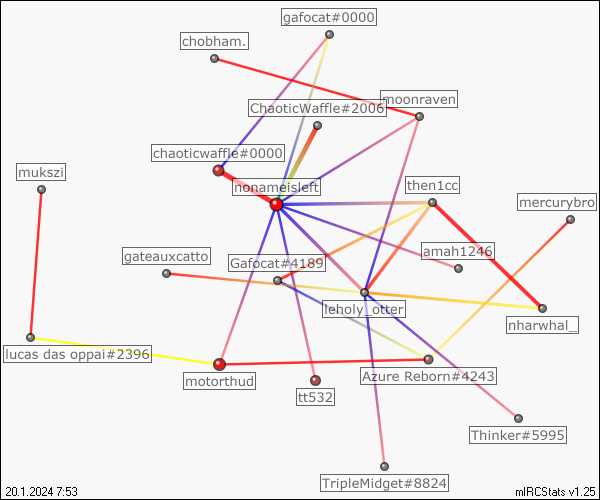 gafocat#0000
chobham.
moonraven
ChaoticWaffle#2006
chaoticwaffle#0000
mukszi
nonameisleft
then1cc
mercurybro
gateauxcatto
Gafocat#4189
amah1246
leholy_otter
nharwhal_
lucas das oppai#2396
motorthud
Azure Reborn#4243
tt532
Thinker#5995
TripleMidget#8824
20.1.2024 7:53
mIRCStats v1.25